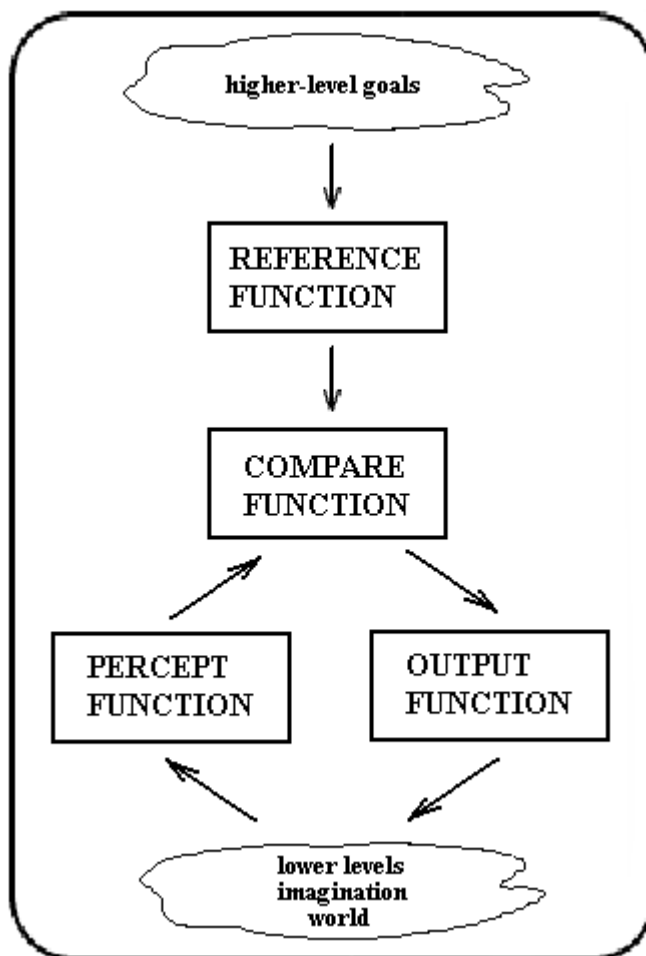 higher-level goals
REFERENCE
FUNCTION
COMPARE
FUNCTION
PERCEPT
FUNCTION
OUTPUT
FUNCTION
lower levels
imagination
world